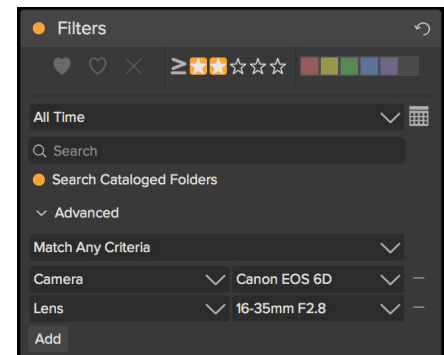 Filters
≥
All Time
Search
Search Cataloged Folders
Advanced
Match Any Criteria
Camera Canon EOS 6D
Lens 16-35mm F2.8
Add